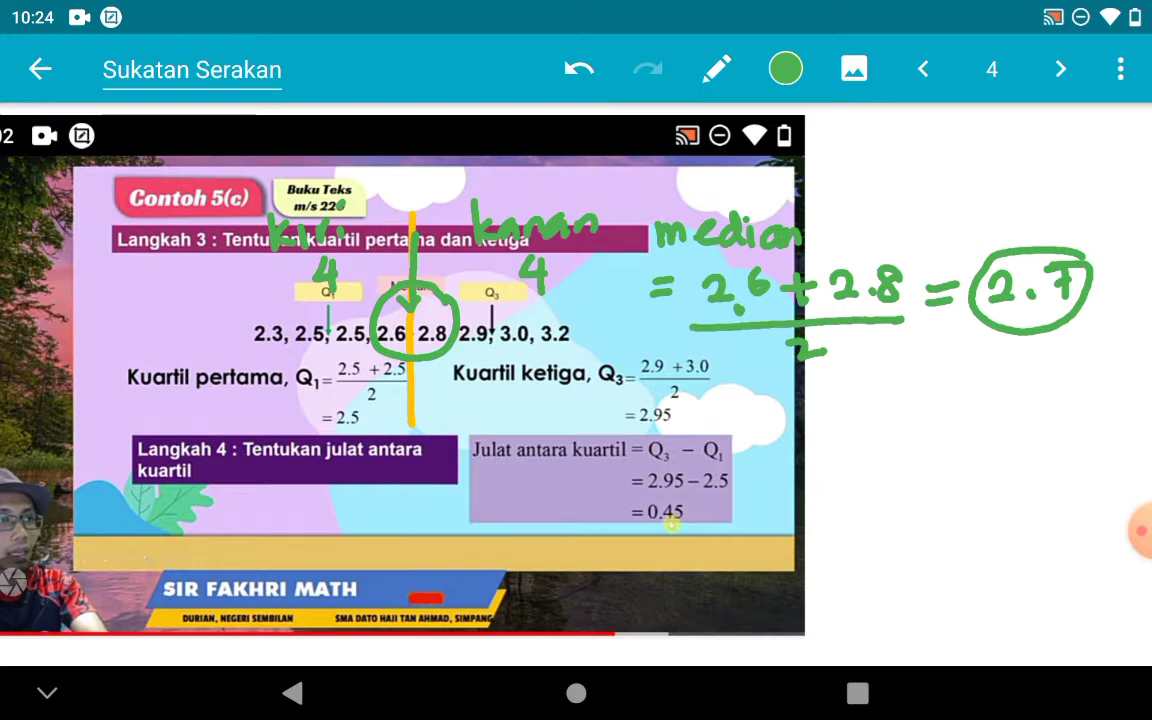 10:24
Sukatan Serakan
4
02
Contoh 5(c)
Buku Teks
m/s 220
Langkah 3 : Tentukan kuartil pertama dan ketiga
kiri
4
kanan
4
Q₁
Q₃
2.3, 2.5, 2.5, 2.6 2.8 2.9, 3.0, 3.2
Kuartil pertama, Q₁ = 2.5 + 2.5
2
= 2.5
Kuartil ketiga, Q₃ = 2.9 + 3.0
2
= 2.95
Langkah 4 : Tentukan julat antara
kuartil
Julat antara kuartil = Q₃ − Q₁
= 2.95 − 2.5
= 0.45
median
= 2.6 + 2.8 = 2.7
2
SIR FAKHRI MATH
DURIAN, NEGERI SEMBILAN SMA DATO HAJI TAN AHMAD, SIMPANG